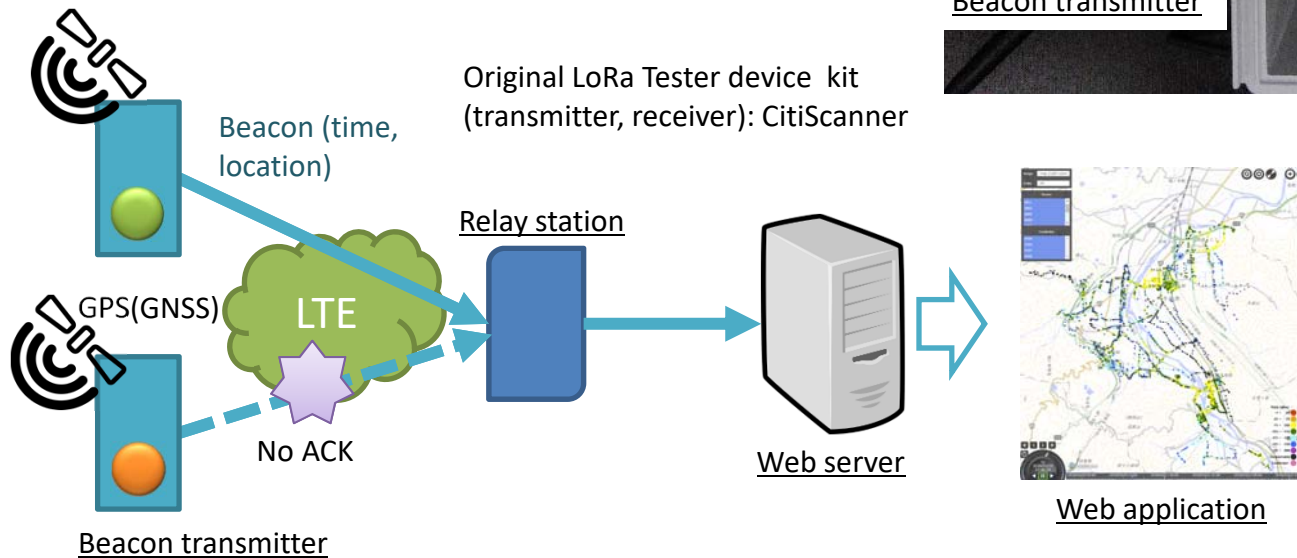 Beacon transmitter
Original LoRa Tester device kit
(transmitter, receiver): CitiScanner
Beacon (time,
location)
Relay station
GPS(GNSS)
LTE
No ACK
Web server
Web application
Beacon transmitter